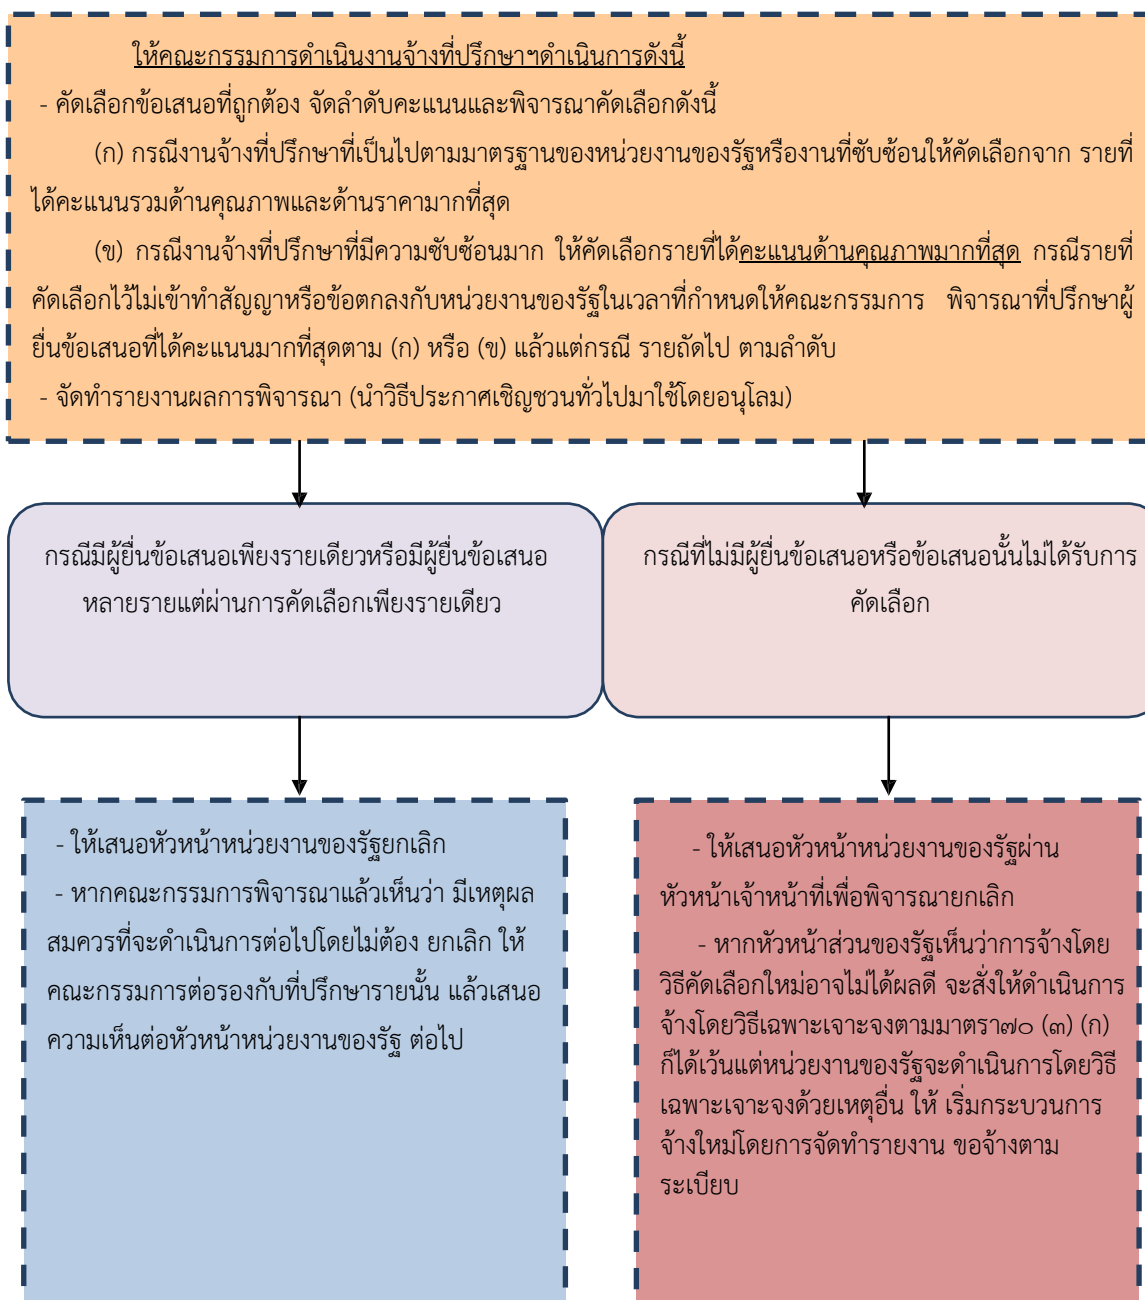 ให้คณะกรรมการดำเนินงานจ้างที่ปรึกษาฯดำเนินการดังนี้
- คัดเลือกข้อเสนอที่ถูกต้อง จัดลำดับคะแนนและพิจารณาคัดเลือกดังนี้
(ก) กรณีงานจ้างที่ปรึกษาที่เป็นไปตามมาตรฐานของหน่วยงานของรัฐหรืองานที่ซับซ้อนให้คัดเลือกจาก รายที่
ได้คะแนนรวมด้านคุณภาพและด้านราคามากที่สุด
(ข) กรณีงานจ้างที่ปรึกษาที่มีความซับซ้อนมาก ให้คัดเลือกรายที่ได้คะแนนด้านคุณภาพมากที่สุด กรณีรายที่
คัดเลือกไว้ไม่เข้าทำสัญญาหรือข้อตกลงกับหน่วยงานของรัฐในเวลาที่กำหนดให้คณะกรรมการ พิจารณาที่ปรึกษาผู้
ยื่นข้อเสนอที่ได้คะแนนมากที่สุดตาม (ก) หรือ (ข) แล้วแต่กรณี รายถัดไป ตามลำดับ
- จัดทำรายงานผลการพิจารณา (นำวิธีประกาศเชิญชวนทั่วไปมาใช้โดยอนุโลม)
กรณีมีผู้ยื่นข้อเสนอเพียงรายเดียวหรือมีผู้ยื่นข้อเสนอ
หลายรายแต่ผ่านการคัดเลือกเพียงรายเดียว
กรณีที่ไม่มีผู้ยื่นข้อเสนอหรือข้อเสนอนั้นไม่ได้รับการ
คัดเลือก
- ให้เสนอหัวหน้าหน่วยงานของรัฐยกเลิก
- หากคณะกรรมการพิจารณาแล้วเห็นว่า มีเหตุผล
สมควรที่จะดำเนินการต่อไปโดยไม่ต้อง ยกเลิก ให้
คณะกรรมการต่อรองกับที่ปรึกษารายนั้น แล้วเสนอ
ความเห็นต่อหัวหน้าหน่วยงานของรัฐ ต่อไป
- ให้เสนอหัวหน้าหน่วยงานของรัฐผ่าน
หัวหน้าเจ้าหน้าที่เพื่อพิจารณายกเลิก
- หากหัวหน้าส่วนของรัฐเห็นว่าการจ้างโดย
วิธีคัดเลือกใหม่อาจไม่ได้ผลดี จะสั่งให้ดำเนินการ
จ้างโดยวิธีเฉพาะเจาะจงตามมาตรา๗๐ (๓) (ก)
ก็ได้เว้นแต่หน่วยงานของรัฐจะดำเนินการโดยวิธี
เฉพาะเจาะจงด้วยเหตุอื่น ให้ เริ่มกระบวนการ
จ้างใหม่โดยการจัดทำรายงาน ขอจ้างตาม
ระเบียบ